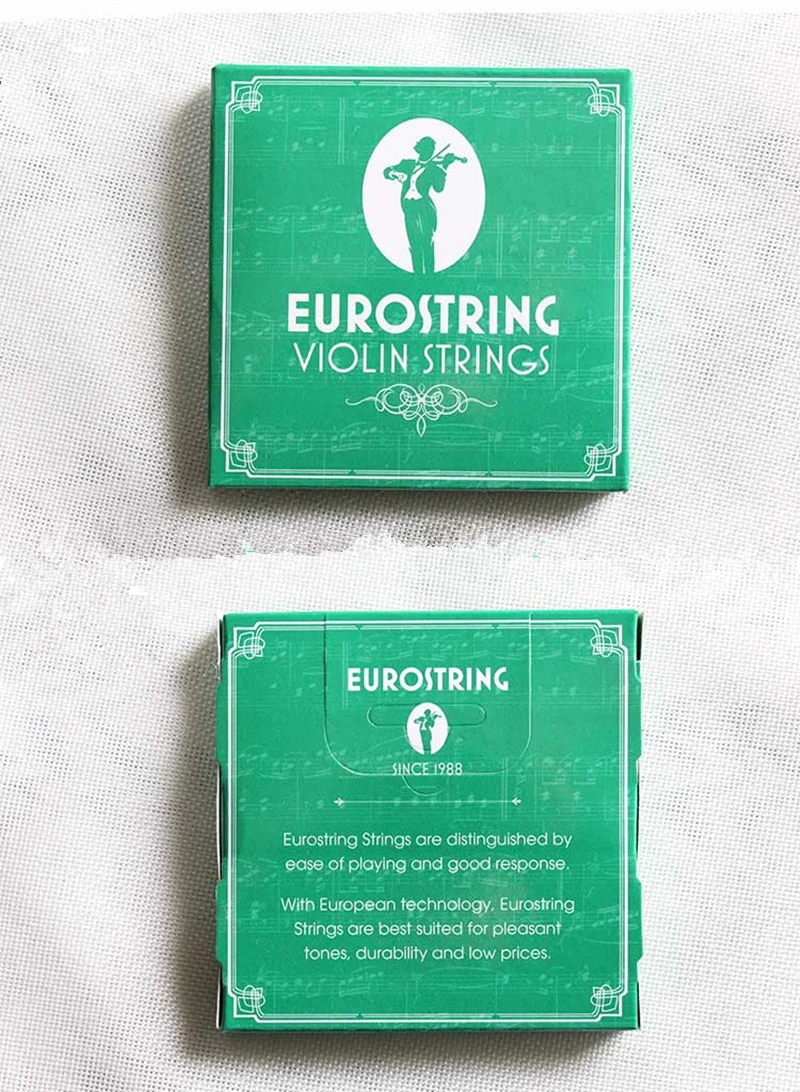 EUROSTRING
VIOLIN STRINGS
EUROSTRING
SINCE 1988
Eurostring Strings are distinguished by
ease of playing and good response.
With European technology, Eurostring
Strings are best suited for pleasant
tones, durability and low prices.